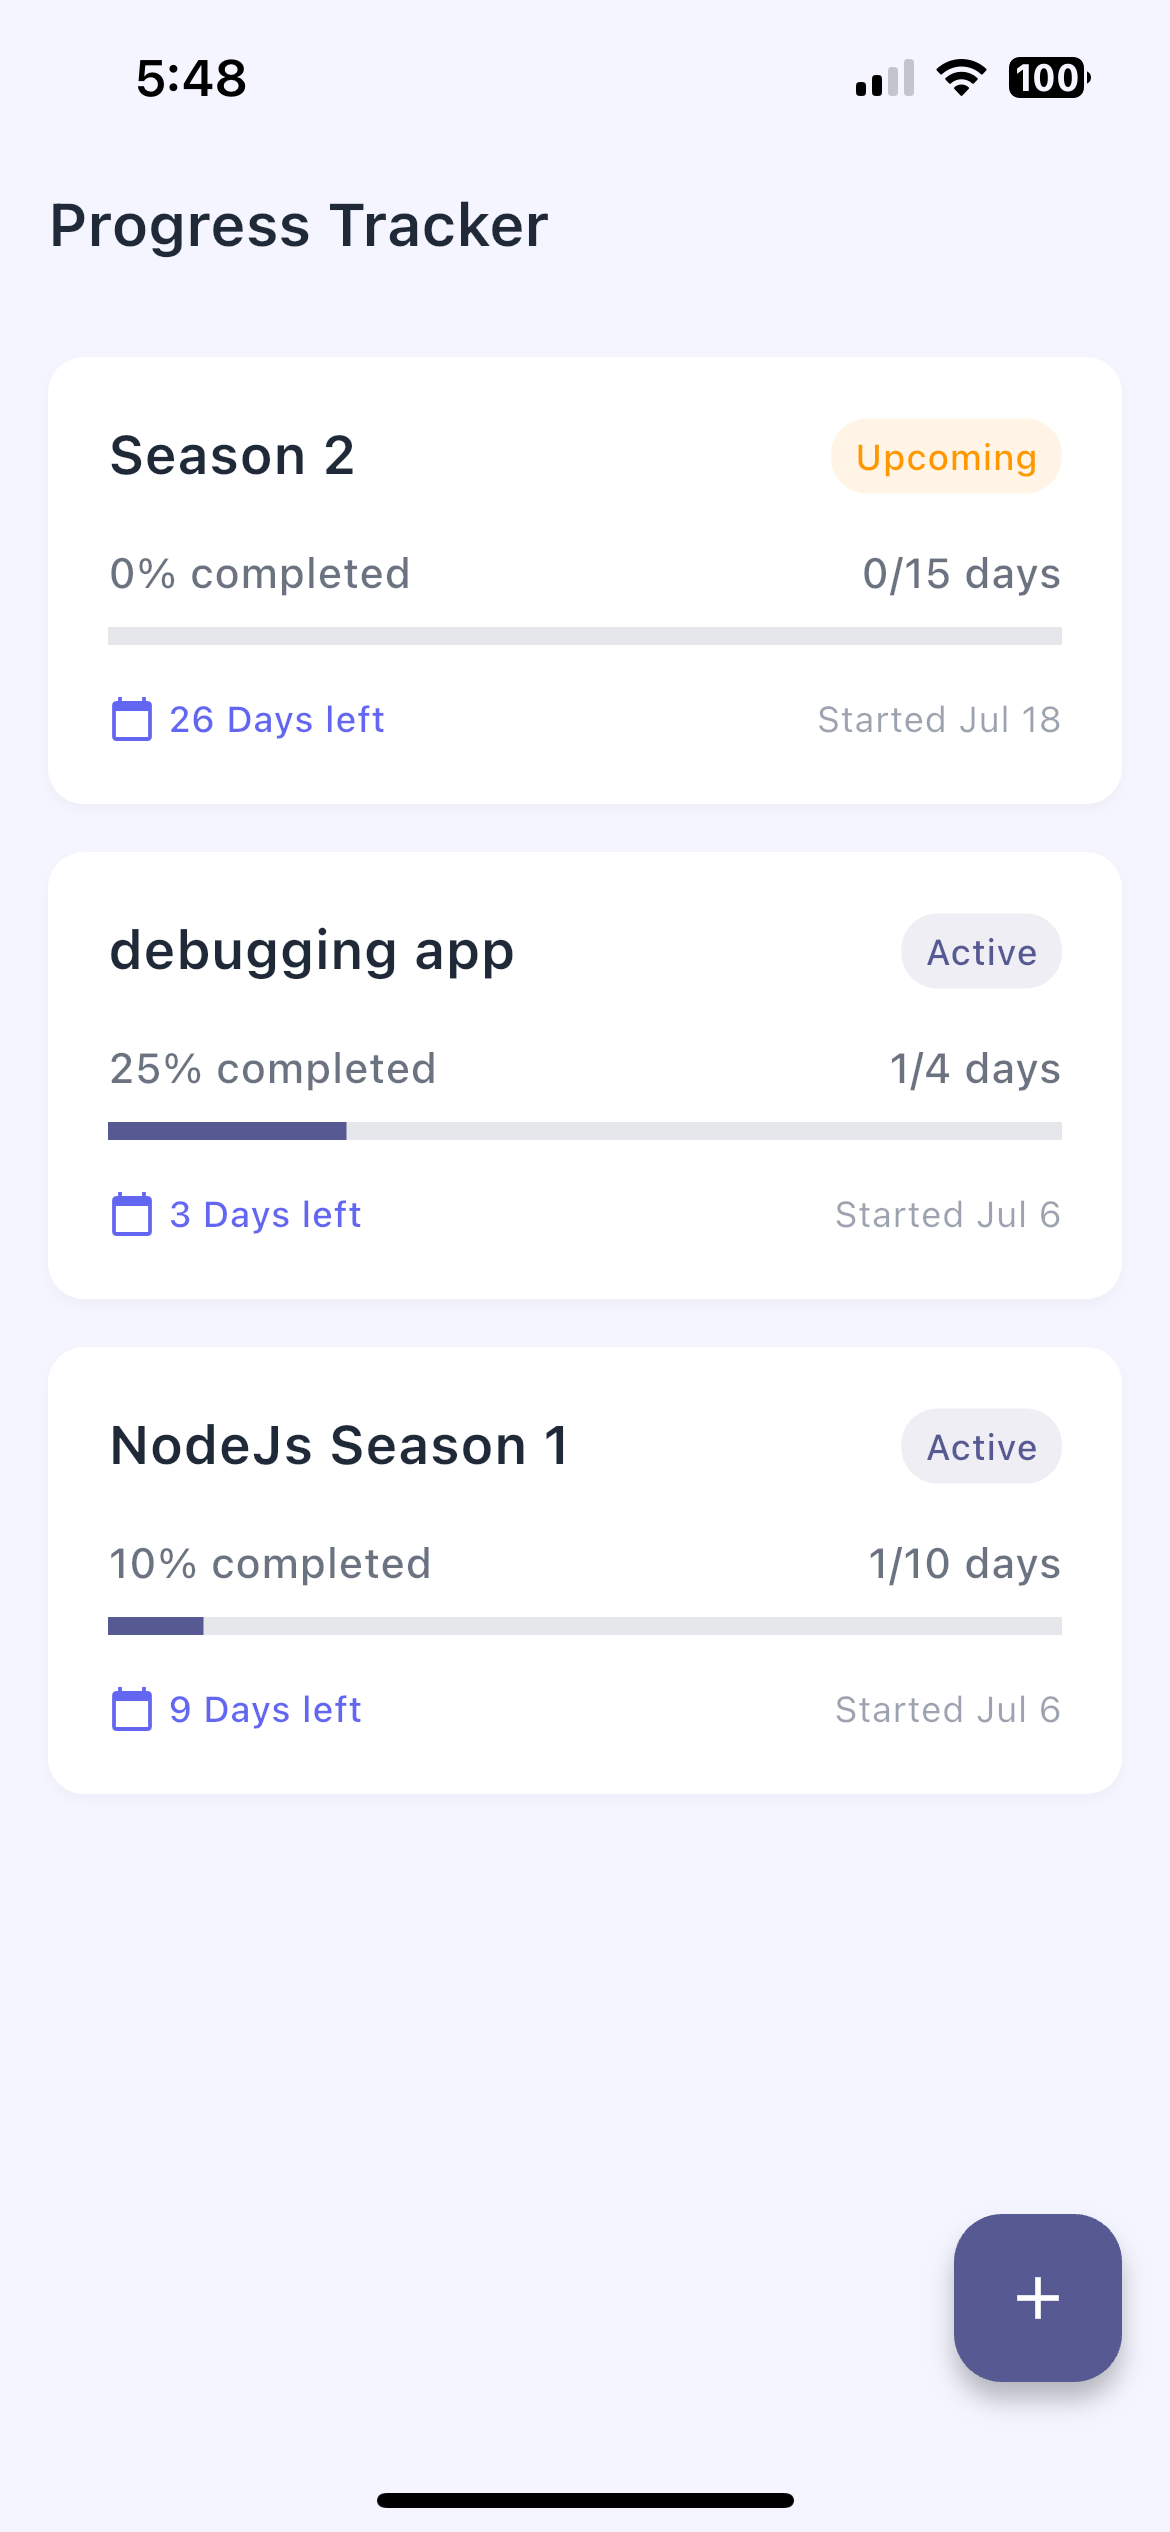 5:48
100
Progress Tracker
Season 2
Upcoming
0% completed
0/15 days
26 Days left
Started Jul 18
debugging app
Active
25% completed
1/4 days
3 Days left
Started Jul 6
NodeJs Season 1
Active
10% completed
1/10 days
9 Days left
Started Jul 6
+